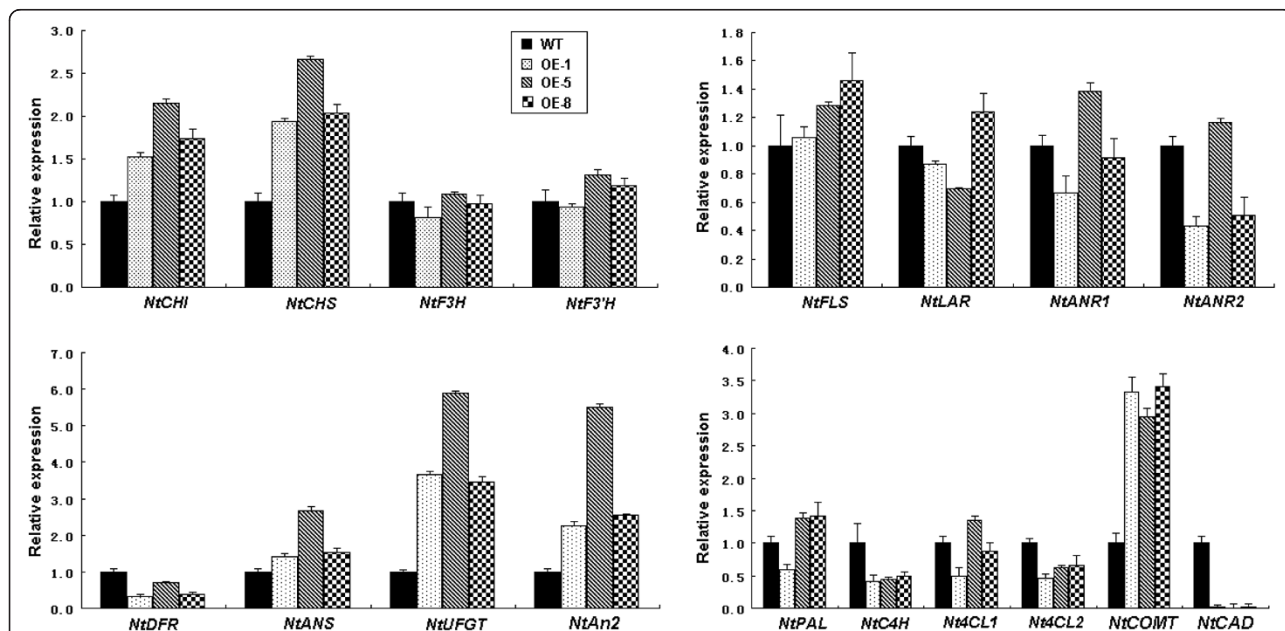 Relative expression
3.0
2.5
2.0
1.5
1.0
0.5
0.0
NtCHI NtCHS NtF3H NtF3'H
WT
OE-1
OE-5
OE-8
Relative expression
1.8
1.6
1.4
1.2
1.0
0.8
0.6
0.4
0.2
0.0
NtFLS NtLAR NtANR1 NtANR2
Relative expression
7.0
6.0
5.0
4.0
3.0
2.0
1.0
0.0
NtDFR NtANS NtUFGT NtAn2
Relative expression
4.0
3.5
3.0
2.5
2.0
1.5
1.0
0.5
0.0
NtPAL NtC4H Nt4CL1 Nt4CL2 NtCOMT NtCAD